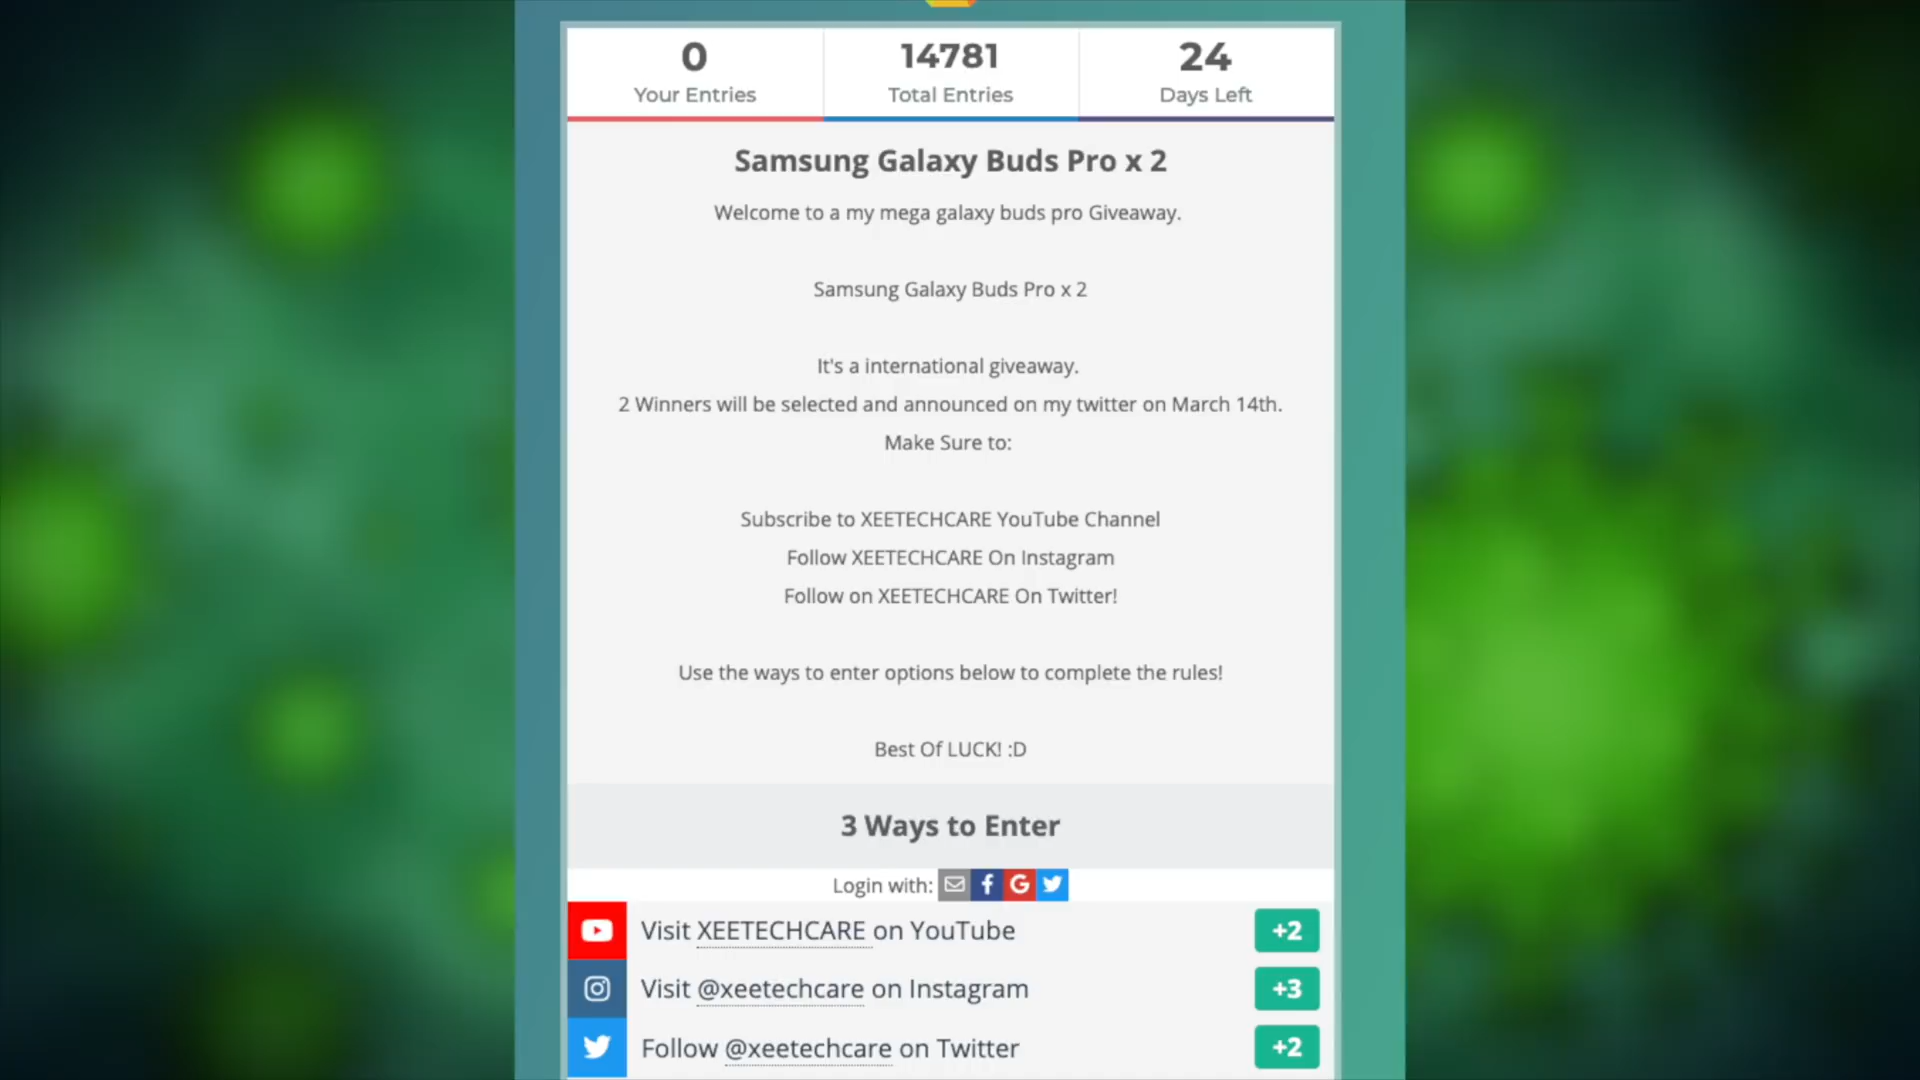 0
Your Entries
14781
Total Entries
24
Days Left
Samsung Galaxy Buds Pro x 2
Welcome to a my mega galaxy buds pro Giveaway.
Samsung Galaxy Buds Pro x 2
It's a international giveaway.
2 Winners will be selected and announced on my twitter on March 14th.
Make Sure to:
Subscribe to XEETECHCARE YouTube Channel
Follow XEETECHCARE On Instagram
Follow on XEETECHCARE On Twitter!
Use the ways to enter options below to complete the rules!
Best Of LUCK! :D
3 Ways to Enter
Login with:
Visit XEETECHCARE on YouTube +2
Visit @xeetechcare on Instagram +3
Follow @xeetechcare on Twitter +2